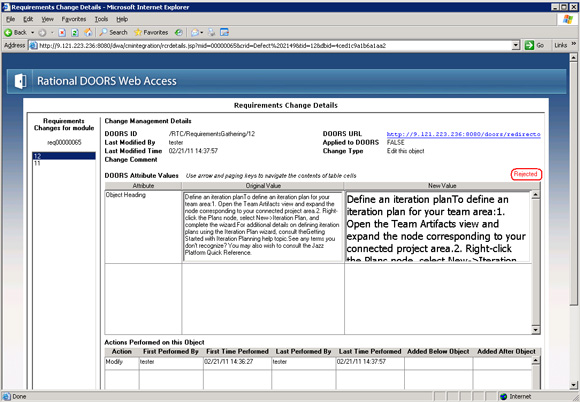 Requirements Change Details - Microsoft Internet Explorer
File Edit View Favorites Tools Help
Back Search Favorites
Address http://9.121.223.236:8080/dwa/cmintegration/rcrdetails.jsp?mid=00000065&crid=Defect%202149&tid=12&dbid=4ced1c9a1b6a1aa2 Go Links »
Rational DOORS Web Access
Requirements Change Details
Requirements Changes for module
req00000065
12
11
Change Management Details
DOORS ID /RTC/RequirementsGathering/12 DOORS URL http://9.121.223.236:8080/doors/redirecto
Last Modified By tester Applied to DOORS FALSE
Last Modified Time 02/21/11 14:37:57 Change Type Edit this object
Change Comment
DOORS Attribute Values Use arrow and paging keys to navigate the contents of table cells Rejected
Attribute Original Value New Value
Object Heading
Define an iteration planTo define an iteration plan for your
team area:1. Open the Team Artifacts view and expand the
node corresponding to your connected project area.2. Right-
click the Plans node, select New->Iteration Plan, and
complete the wizard.For additional details on defining iteration
plans using the Iteration Plan wizard, consult theGetting
Started with Iteration Planning help topic.See any terms you
don't recognize? You may also wish to consult the Jazz
Platform Quick Reference.
Define an iteration planTo define an
iteration plan for your team area:1.
Open the Team Artifacts view and
expand the node corresponding to your
connected project area.2. Right-click
the Plans node, select New->Iteration
Actions Performed on this Object
Action First Performed By First Time Performed Last Performed By Last Time Performed Added Below Object Added After Object
Modify tester 02/21/11 14:36:27 tester 02/21/11 14:37:57
Done Internet